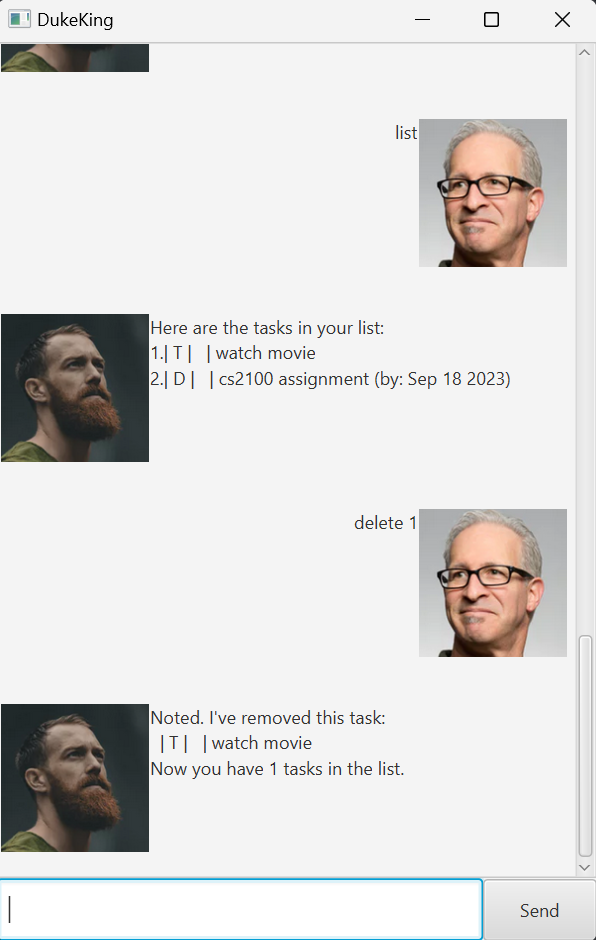 DukeKing
list
Here are the tasks in your list:
1.| T |   | watch movie
2.| D |   | cs2100 assignment (by: Sep 18 2023)
delete 1
Noted. I've removed this task:
  | T |   | watch movie
Now you have 1 tasks in the list.
Send